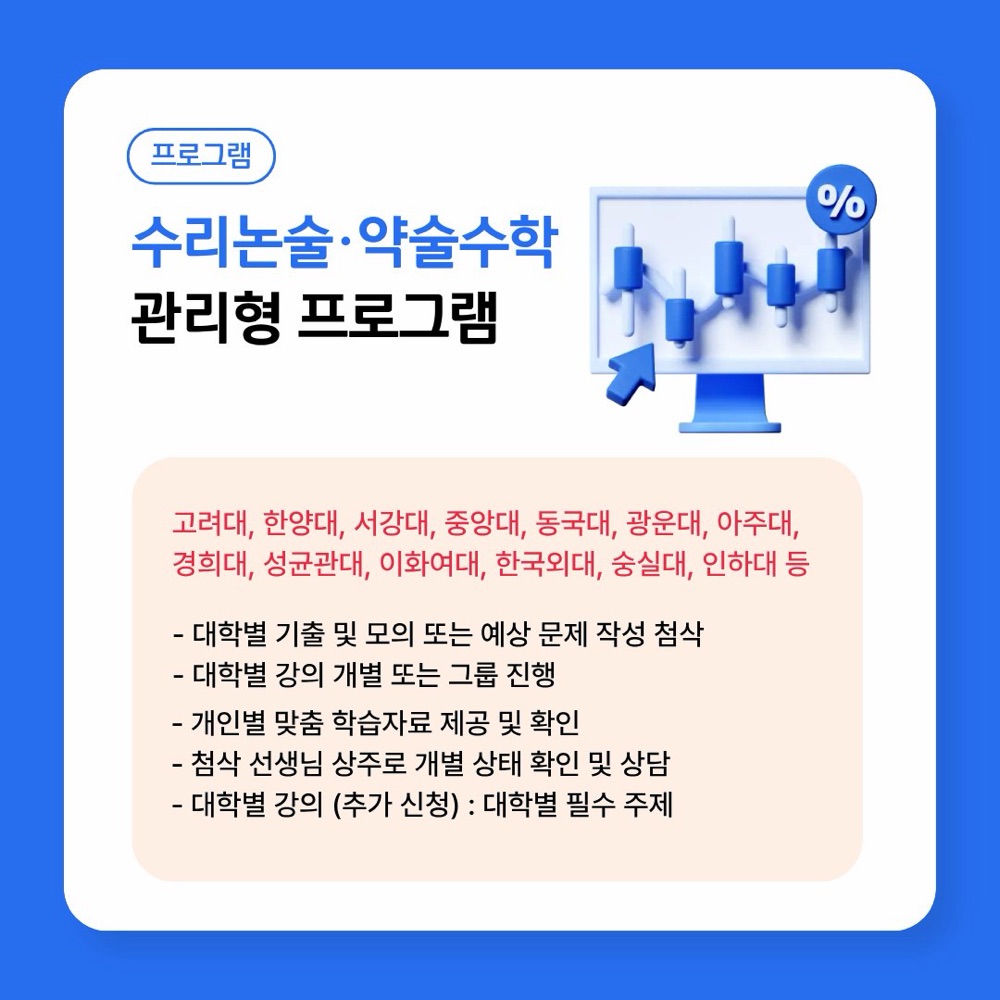 프로그램
수리논술·약술수학
관리형 프로그램
%
고려대, 한양대, 서강대, 중앙대, 동국대, 광운대, 아주대,
경희대, 성균관대, 이화여대, 한국외대, 숭실대, 인하대 등
- 대학별 기출 및 모의 또는 예상 문제 작성 첨삭
- 대학별 강의 개별 또는 그룹 진행
- 개인별 맞춤 학습자료 제공 및 확인
- 첨삭 선생님 상주로 개별 상태 확인 및 상담
- 대학별 강의 (추가 신청) : 대학별 필수 주제